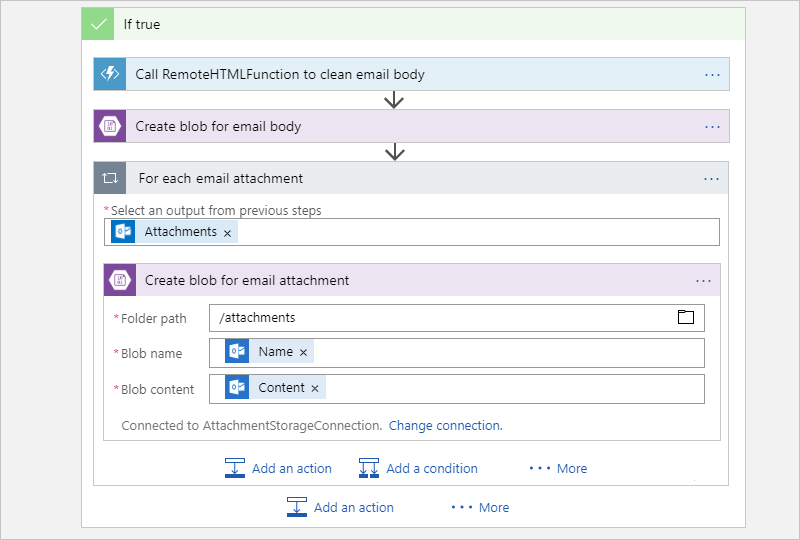 If true
Call RemoteHTMLFunction to clean email body
Create blob for email body
For each email attachment
*Select an output from previous steps
Attachments ×
Create blob for email attachment
*Folder path /attachments
*Blob name Name ×
*Blob content Content ×
Connected to AttachmentStorageConnection. Change connection.
Add an action Add a condition ••• More
Add an action ••• More